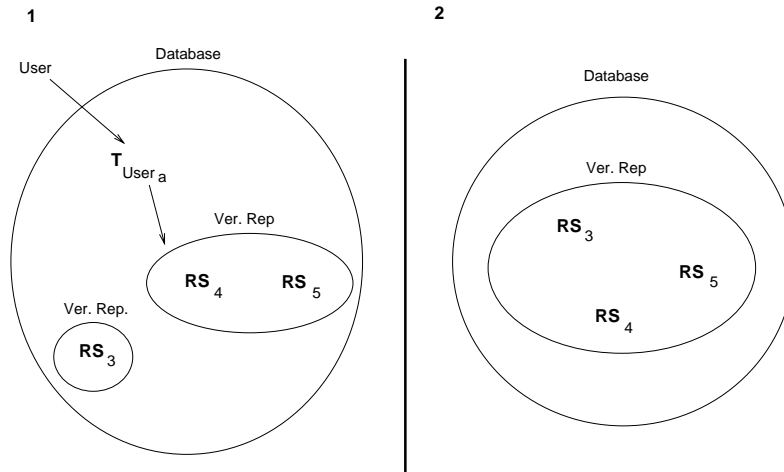 1
Database
User
T User a
Ver. Rep
RS 4
RS 5
Ver. Rep.
RS 3
2
Database
Ver. Rep
RS 3
RS 5
RS 4